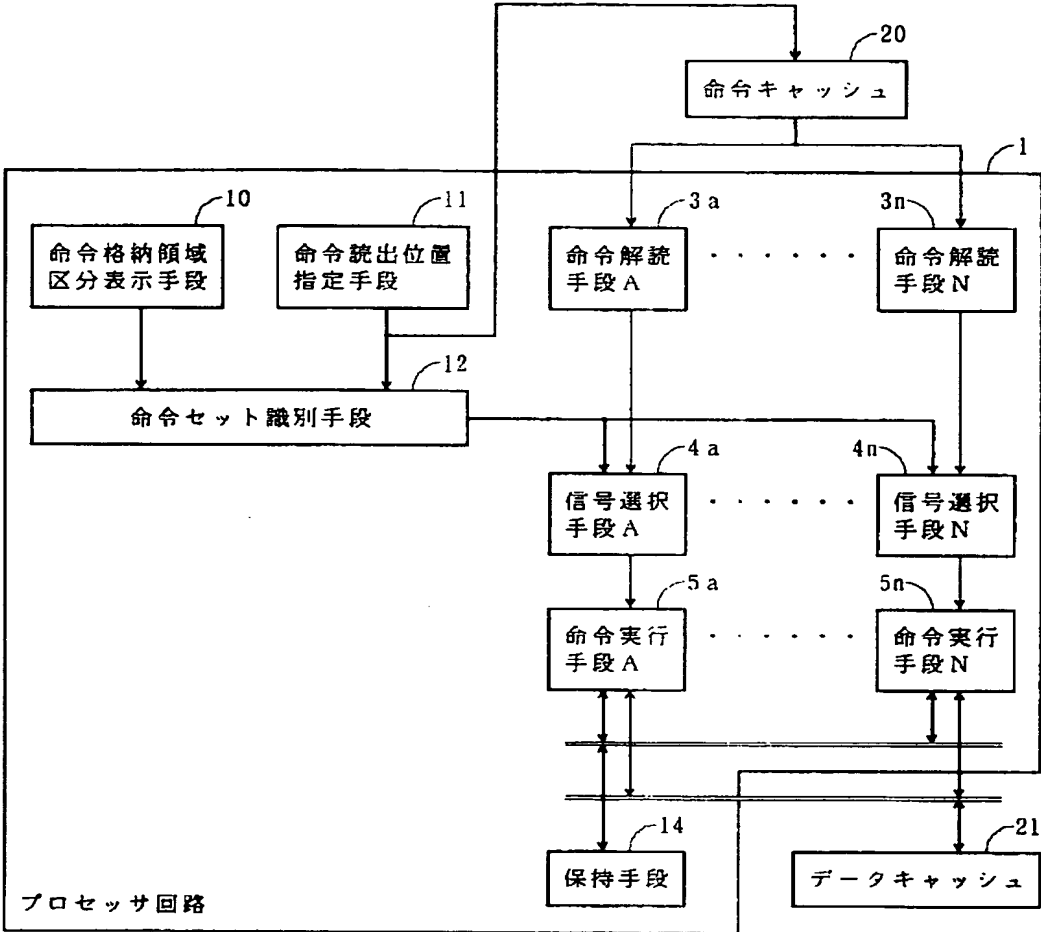 20
命令キャッシュ
1
10
命令格納領域
区分表示手段
11
命令読出位置
指定手段
3a
命令解読
手段A
・・・・・・
3n
命令解読
手段N
12
命令セット識別手段
4a
信号選択
手段A
・・・・・・
4n
信号選択
手段N
5a
命令実行
手段A
・・・・・・
5n
命令実行
手段N
14
保持手段
21
データキャッシュ
プロセッサ回路